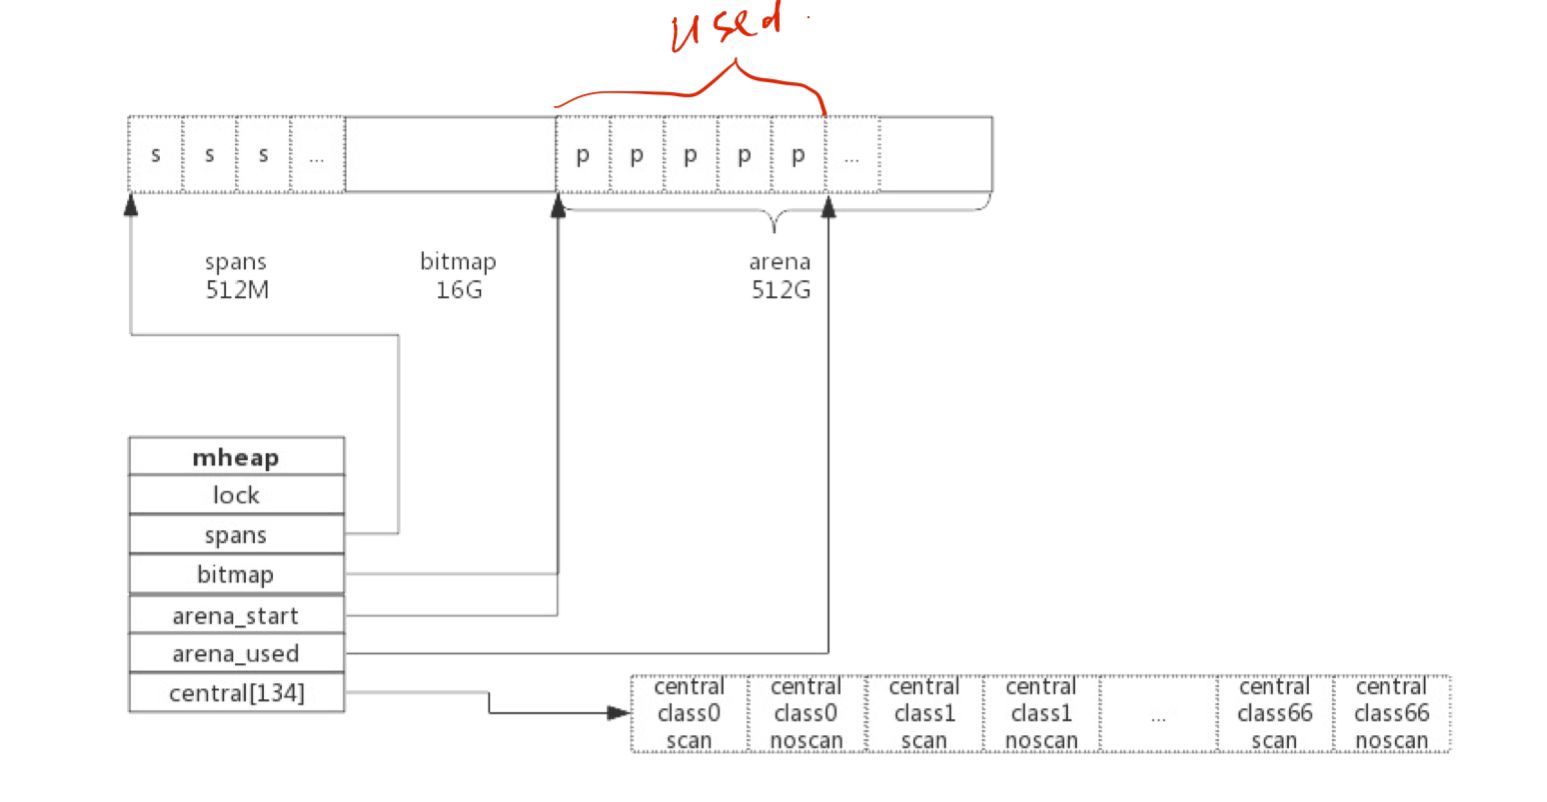 used.
s s s ... p p p p p ...
spans
512M
bitmap
16G
arena
512G
mheap
lock
spans
bitmap
arena_start
arena_used
central[134]
central
class0
scan
central
class0
noscan
central
class1
scan
central
class1
noscan
...
central
class66
scan
central
class66
noscan